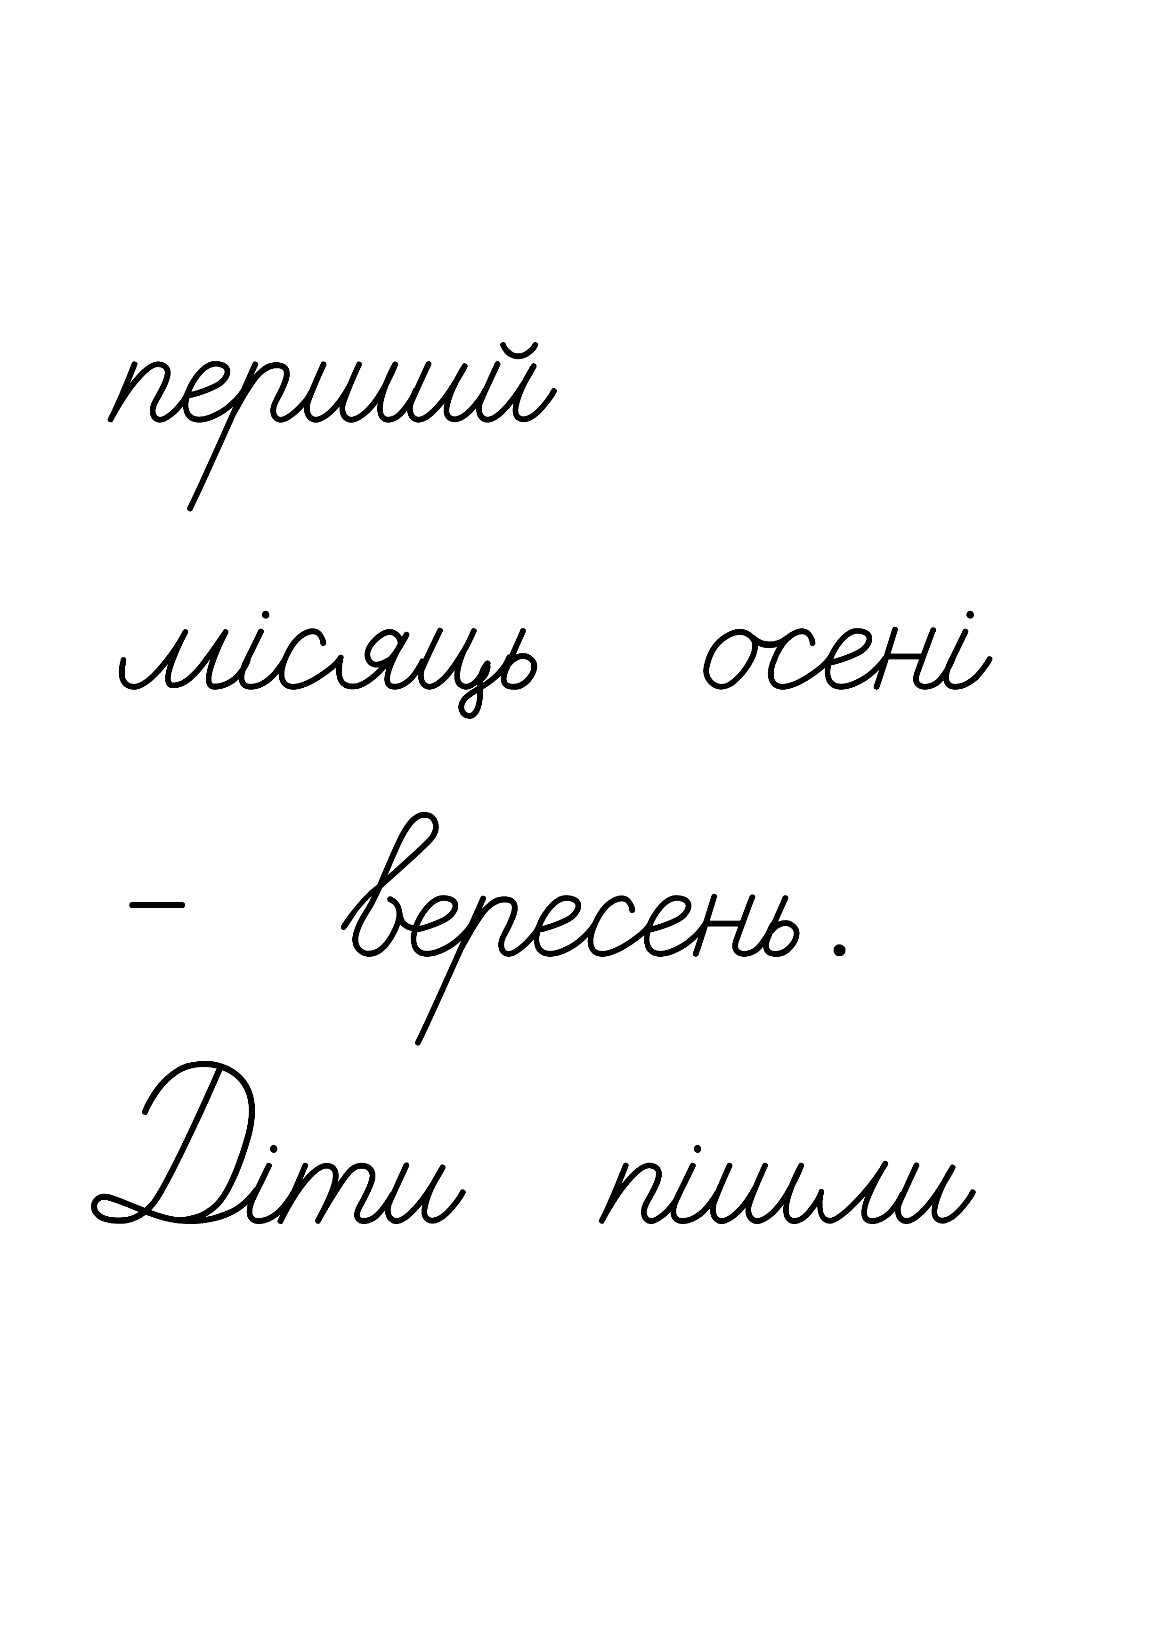 перший
місяць осені
– вересень.
Діти пішли